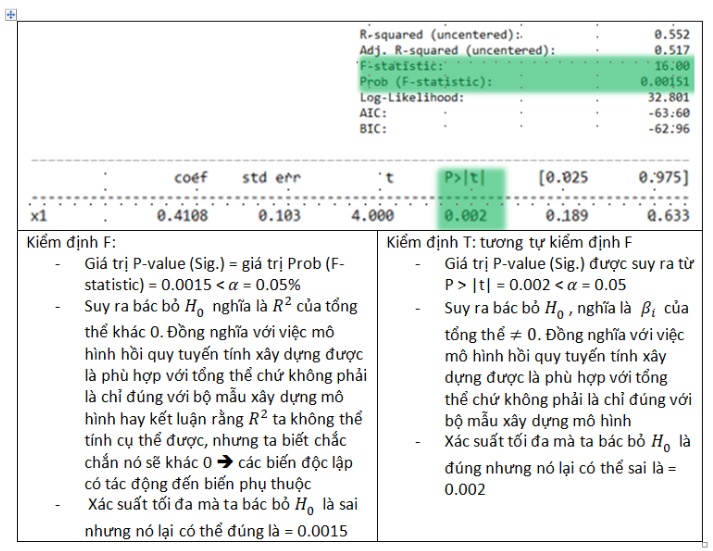 R-squared (uncentered): 0.552
Adj. R-squared (uncentered): 0.517
F-statistic: 16.00
Prob (F-statistic): 0.00151
Log-Likelihood: 32.801
AIC: -63.60
BIC: -62.96
coef std err t P>|t| [0.025 0.975]
x1 0.4108 0.103 4.000 0.002 0.189 0.633
Kiểm định F:
- Giá trị P-value (Sig.) = giá trị Prob (F-
statistic) = 0.0015 < α = 0.05%
- Suy ra bác bỏ H₀ nghĩa là R² của tổng
thể khác 0. Đồng nghĩa với việc mô
hình hồi quy tuyến tính xây dựng được
là phù hợp với tổng thể chứ không phải
là chỉ đúng với bộ mẫu xây dựng mô
hình hay kết luận rằng R² ta không thể
tính cụ thể được, nhưng ta biết chắc
chắn nó sẽ khác 0 ➔ các biến độc lập
có tác động đến biến phụ thuộc
- Xác suất tối đa mà ta bác bỏ H₀ là sai
nhưng nó lại có thể đúng là = 0.0015
Kiểm định T: tương tự kiểm định F
- Giá trị P-value (Sig.) được suy ra từ
P > |t| = 0.002 < α = 0.05
- Suy ra bác bỏ H₀ , nghĩa là βᵢ của
tổng thể ≠ 0. Đồng nghĩa với việc
mô hình hồi quy tuyến tính xây
dựng được là phù hợp với tổng
thể chứ không phải là chỉ đúng với
bộ mẫu xây dựng mô hình
- Xác suất tối đa mà ta bác bỏ H₀ là
đúng nhưng nó lại có thể sai là =
0.002